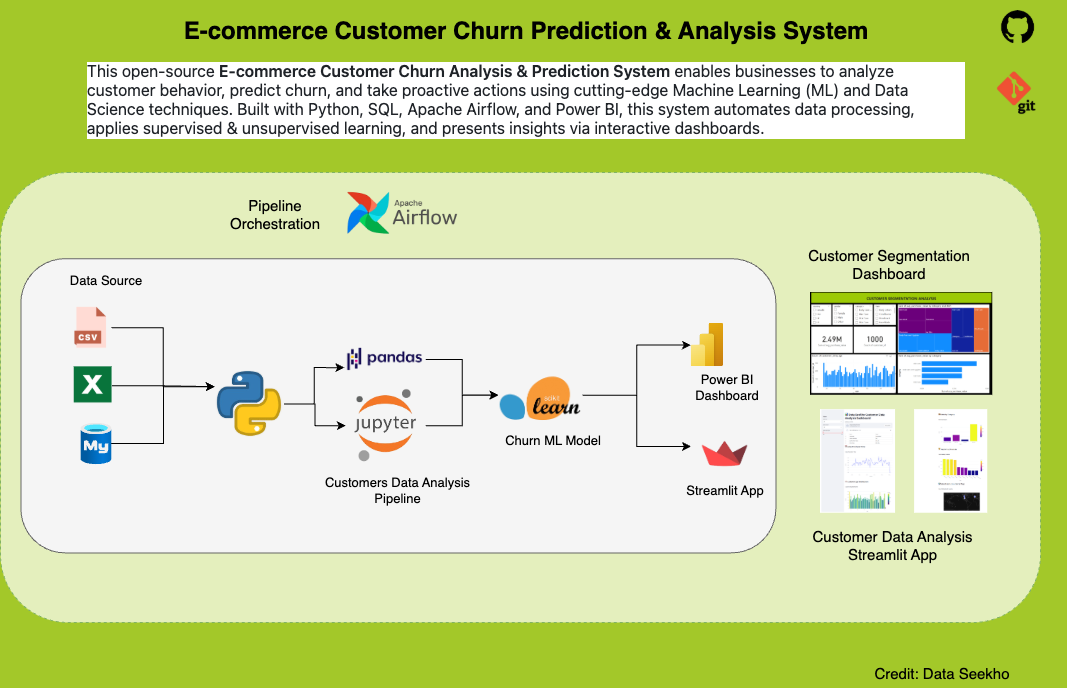 E-commerce Customer Churn Prediction & Analysis System
This open-source E-commerce Customer Churn Analysis & Prediction System enables businesses to analyze
customer behavior, predict churn, and take proactive actions using cutting-edge Machine Learning (ML) and Data
Science techniques. Built with Python, SQL, Apache Airflow, and Power BI, this system automates data processing,
applies supervised & unsupervised learning, and presents insights via interactive dashboards.
git
Pipeline
Orchestration
Apache
Airflow
Data Source
CSV
X
My
pandas
jupyter
Customers Data Analysis
Pipeline
scikit
learn
Churn ML Model
Power BI
Dashboard
Streamlit App
Customer Segmentation
Dashboard
CUSTOMER SEGMENTATION ANALYSIS
2.49M
1000
Customer Data Analysis
Streamlit App
Credit: Data Seekho